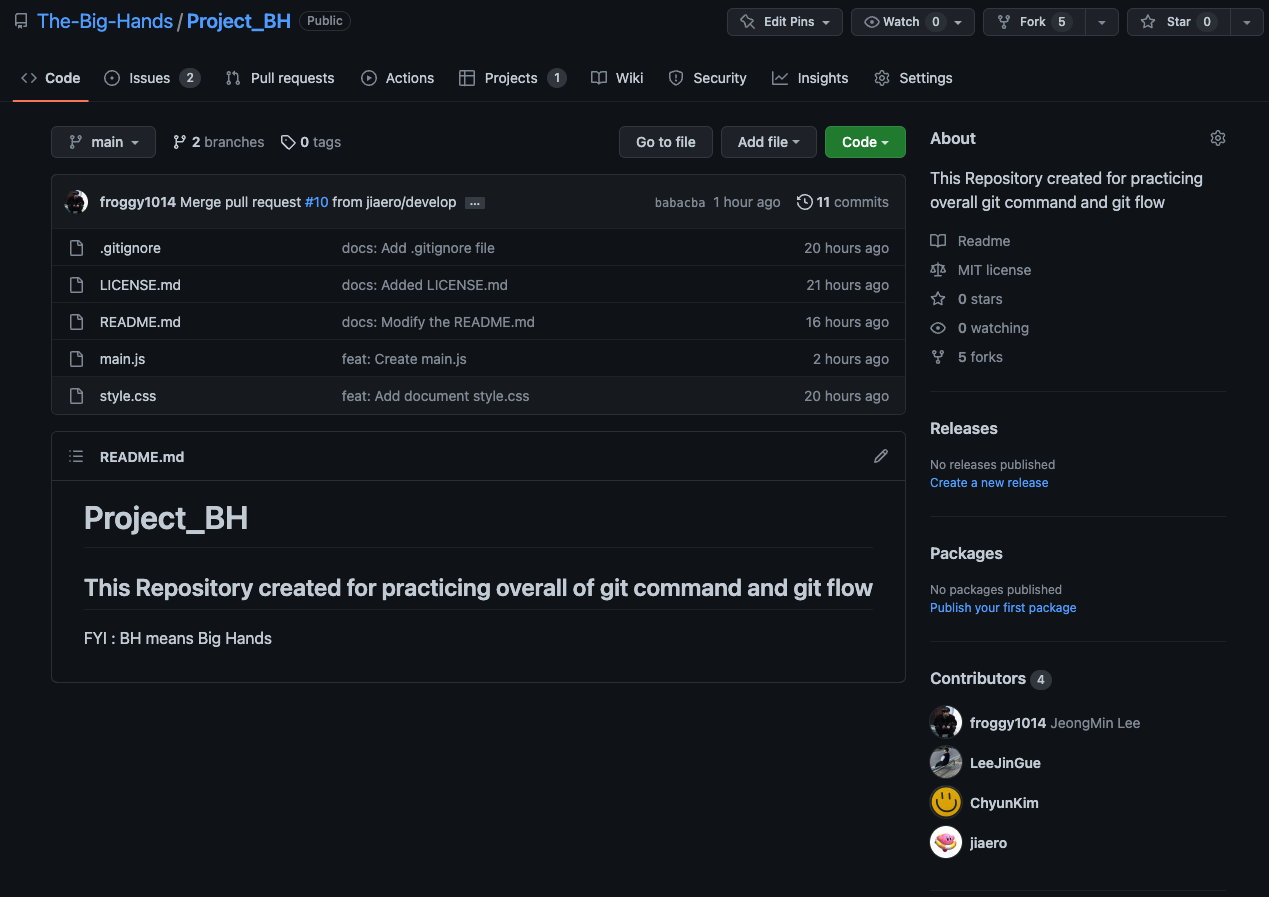 The-Big-Hands / Project_BH Public Edit Pins Watch 0 Fork 5 Star 0
Code Issues 2 Pull requests Actions Projects 1 Wiki Security Insights Settings
main 2 branches 0 tags Go to file Add file Code
froggy1014 Merge pull request #10 from jiaero/develop ... babacba 1 hour ago 11 commits
.gitignore docs: Add .gitignore file 20 hours ago
LICENSE.md docs: Added LICENSE.md 21 hours ago
README.md docs: Modify the README.md 16 hours ago
main.js feat: Create main.js 2 hours ago
style.css feat: Add document style.css 20 hours ago
README.md
Project_BH
This Repository created for practicing overall of git command and git flow
FYI : BH means Big Hands
About
This Repository created for practicing
overall git command and git flow
Readme
MIT license
0 stars
0 watching
5 forks
Releases
No releases published
Create a new release
Packages
No packages published
Publish your first package
Contributors 4
froggy1014 JeongMin Lee
LeeJinGue
ChyunKim
jiaero